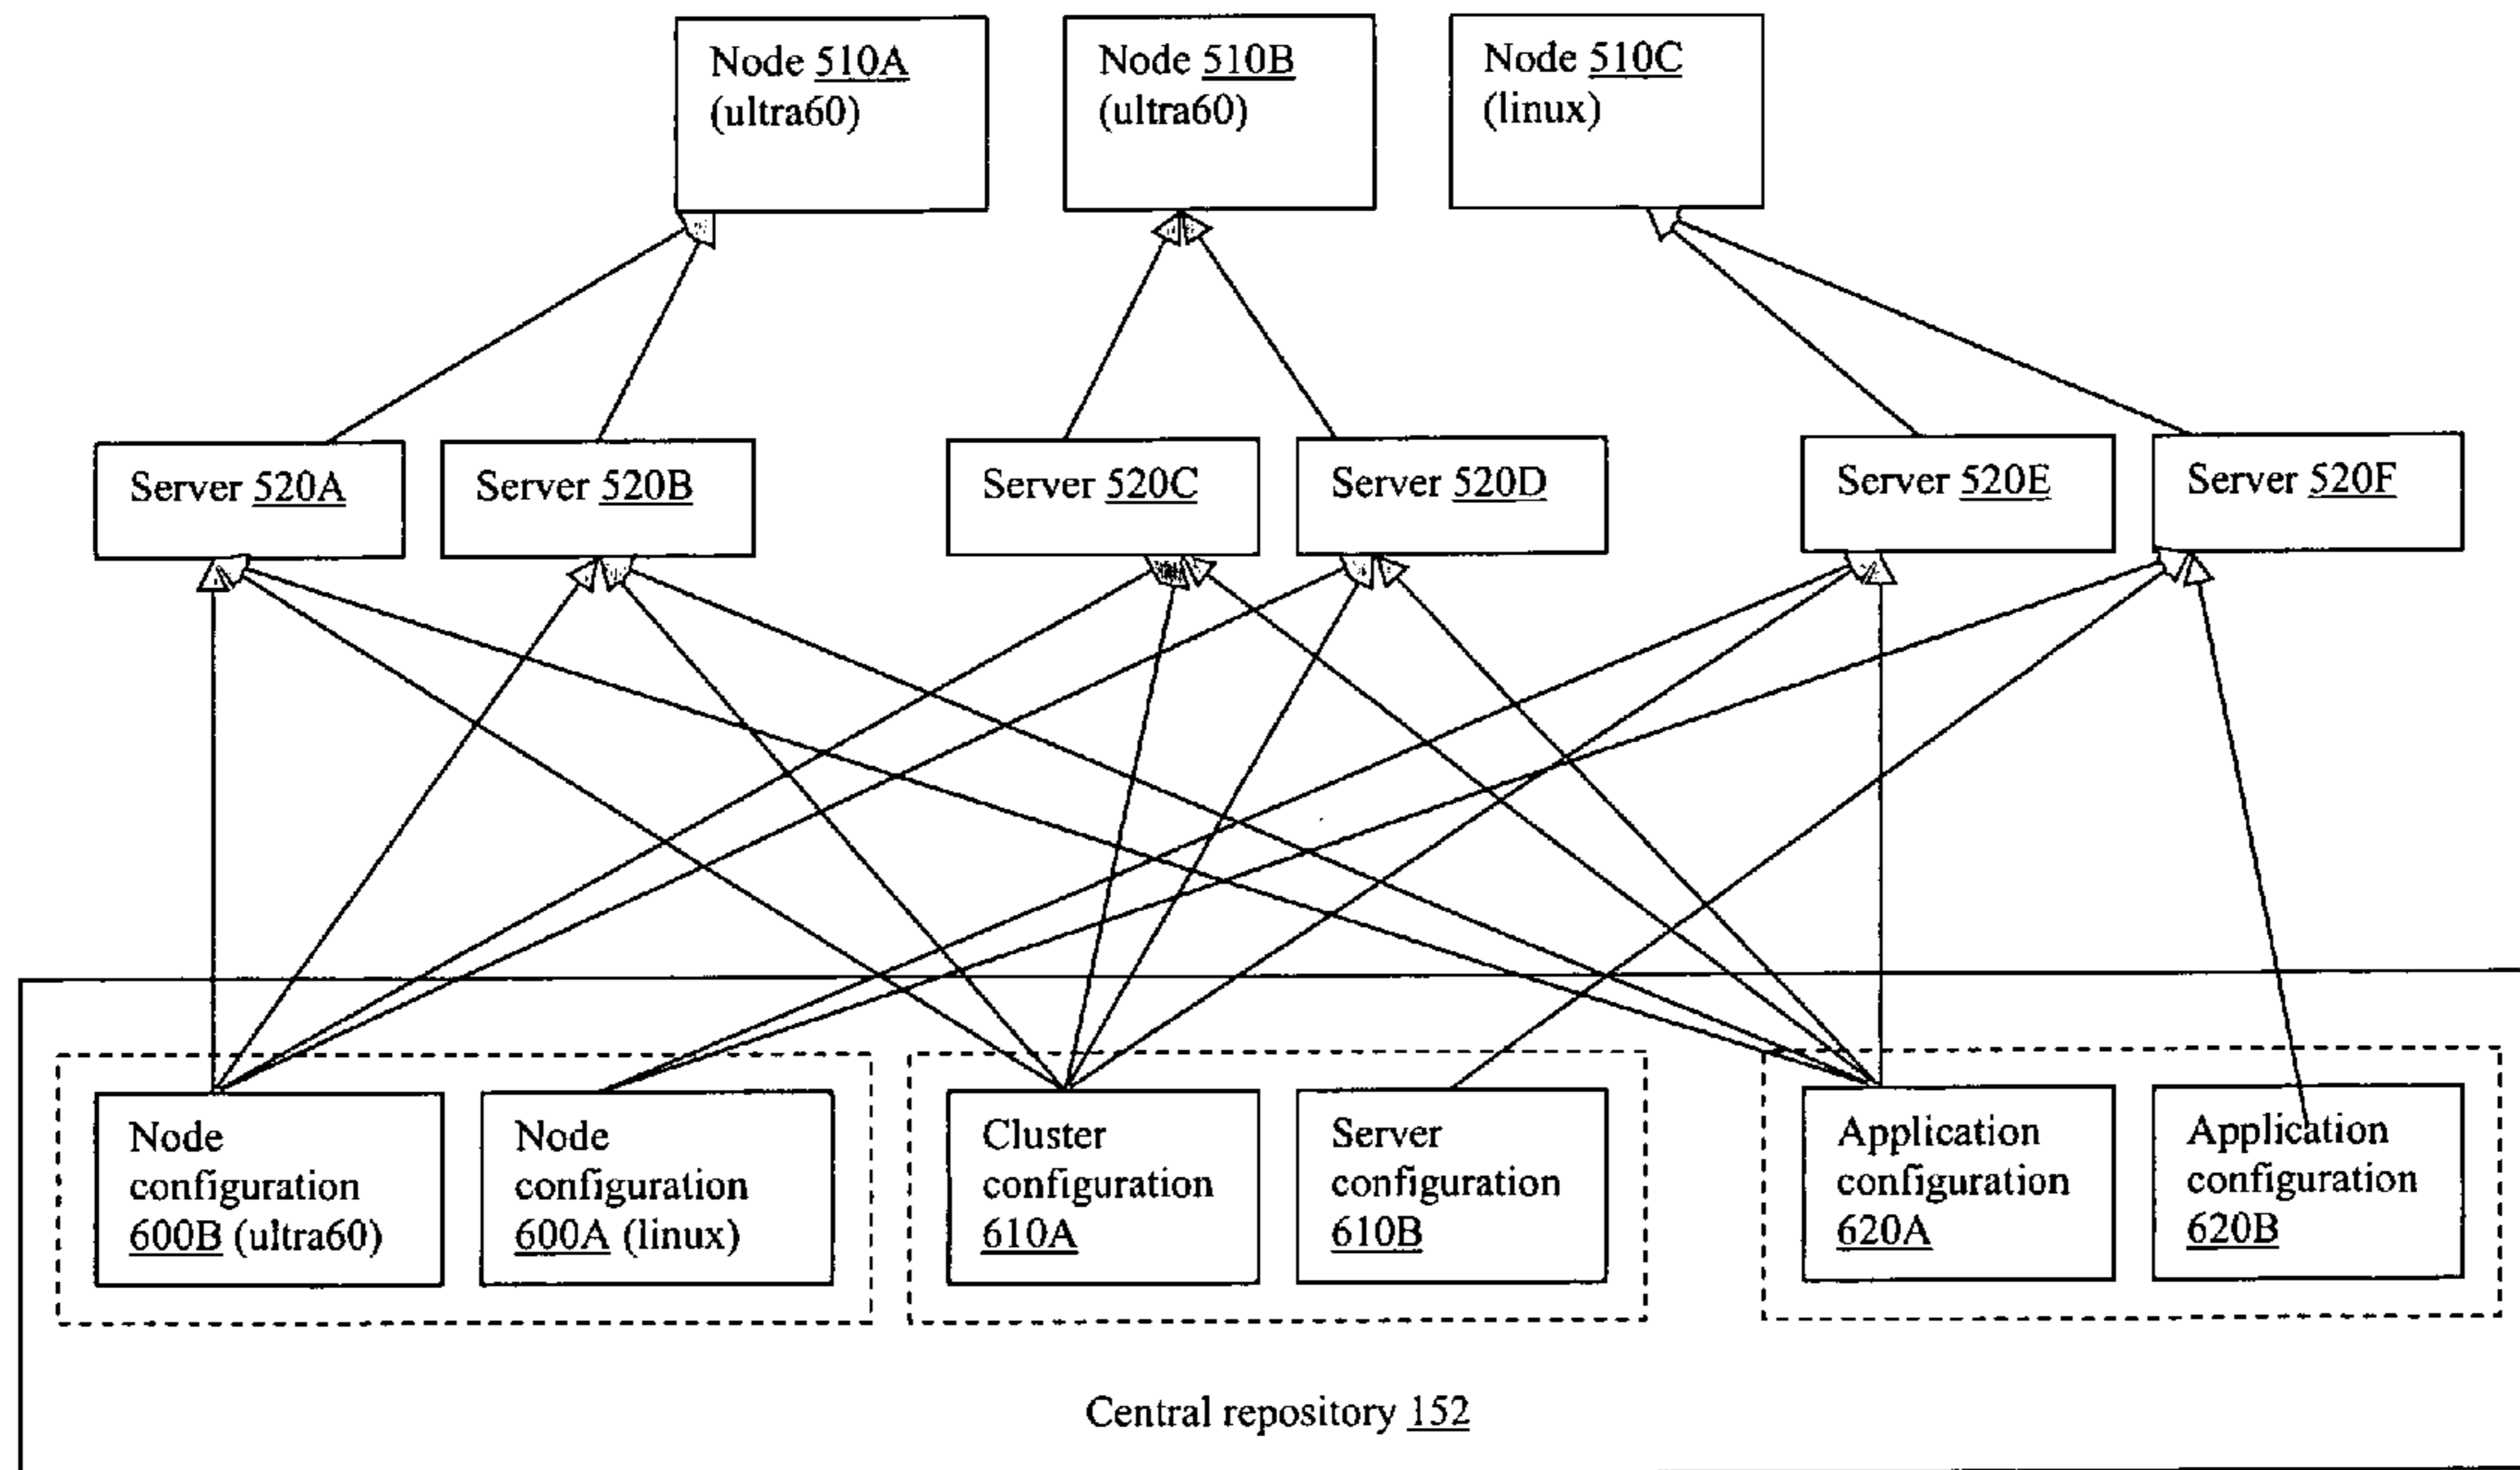 Node 510A
(ultra60)
Node 510B
(ultra60)
Node 510C
(linux)
Server 520A
Server 520B
Server 520C
Server 520D
Server 520E
Server 520F
Node
configuration
600B (ultra60)
Node
configuration
600A (linux)
Cluster
configuration
610A
Server
configuration
610B
Application
configuration
620A
Application
configuration
620B
Central repository 152